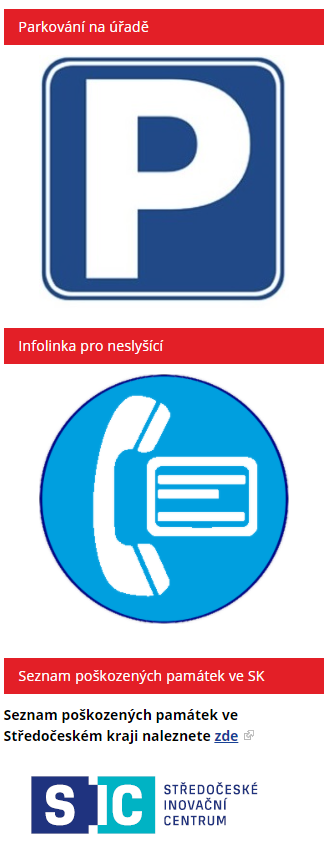 Parkování na úřadě
P
Infolinka pro neslyšící
Seznam poškozených památek ve SK
Seznam poškozených památek ve
Středočeském kraji naleznete zde
SIC STŘEDOČESKÉ
INOVAČNÍ
CENTRUM